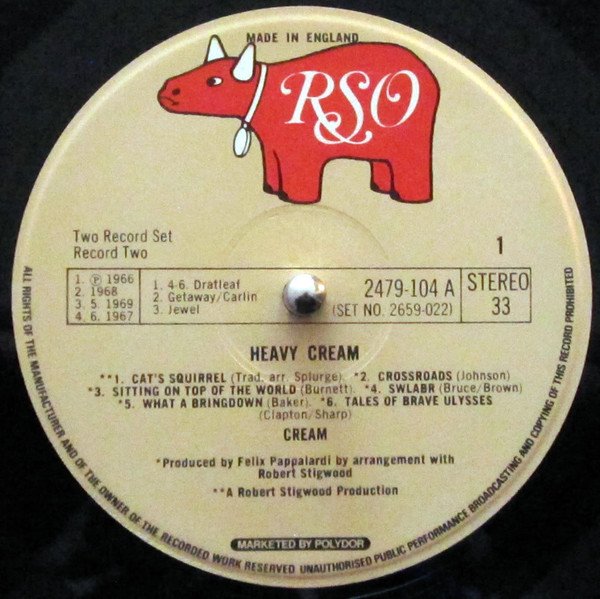 MADE IN ENGLAND
RSO
Two Record Set
Record Two
1
1. Ⓟ 1966
2. 1968
3. 5. 1969
4. 6. 1967
1. 4-6. Dratleaf
2. Getaway/Carlin
3. Jewel
2479-104 A
(SET NO. 2659-022)
STEREO
33
HEAVY CREAM
**1. CAT'S SQUIRREL (Trad. arr. Splurge). *2. CROSSROADS (Johnson)
*3. SITTING ON TOP OF THE WORLD (Burnett). *4. SWLABR (Bruce/Brown)
*5. WHAT A BRINGDOWN (Baker). *6. TALES OF BRAVE ULYSSES
(Clapton/Sharp)
CREAM
*Produced by Felix Pappalardi by arrangement with
Robert Stigwood
**A Robert Stigwood Production
MARKETED BY POLYDOR
ALL RIGHTS OF THE MANUFACTURER AND OF THE OWNER OF THE RECORDED WORK RESERVED UNAUTHORISED PUBLIC PERFORMANCE BROADCASTING AND COPYING OF THIS RECORD PROHIBITED